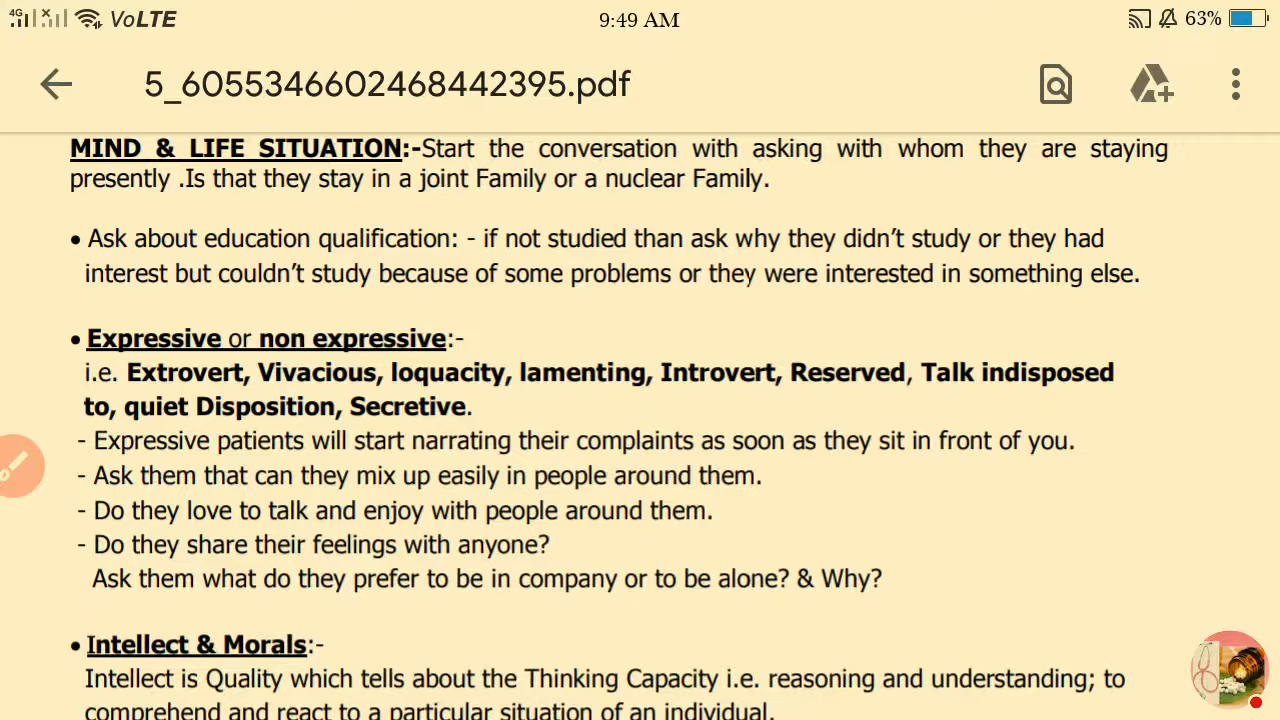 4G VoLTE 9:49 AM 63%
5_6055346602468442395.pdf
MIND & LIFE SITUATION:-Start the conversation with asking with whom they are staying
presently .Is that they stay in a joint Family or a nuclear Family.
• Ask about education qualification: - if not studied than ask why they didn't study or they had
interest but couldn't study because of some problems or they were interested in something else.
• Expressive or non expressive:-
i.e. Extrovert, Vivacious, loquacity, lamenting, Introvert, Reserved, Talk indisposed
to, quiet Disposition, Secretive.
- Expressive patients will start narrating their complaints as soon as they sit in front of you.
- Ask them that can they mix up easily in people around them.
- Do they love to talk and enjoy with people around them.
- Do they share their feelings with anyone?
Ask them what do they prefer to be in company or to be alone? & Why?
• Intellect & Morals:-
Intellect is Quality which tells about the Thinking Capacity i.e. reasoning and understanding; to
comprehend and react to a particular situation of an individual.